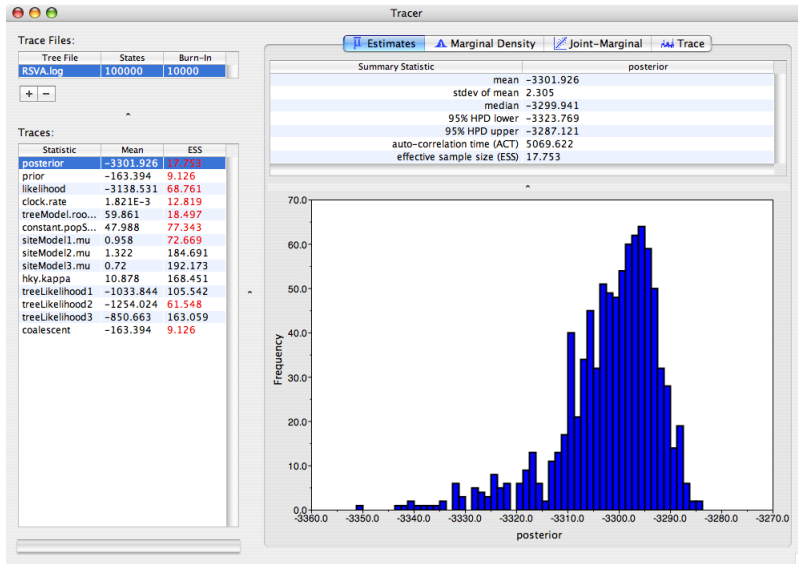 Tracer
Trace Files:
Tree File States Burn-In
RSVA.log 100000 10000
+ −
Traces:
Statistic Mean ESS
posterior -3301.926 17.753
prior -163.394 9.126
likelihood -3138.531 68.761
clock.rate 1.821E-3 12.819
treeModel.roo... 59.861 18.497
constant.popS... 47.988 77.343
siteModel1.mu 0.958 72.669
siteModel2.mu 1.322 184.691
siteModel3.mu 0.72 192.173
hky.kappa 10.878 168.451
treeLikelihood1 -1033.844 105.542
treeLikelihood2 -1254.024 61.548
treeLikelihood3 -850.663 163.059
coalescent -163.394 9.126
Estimates Marginal Density Joint-Marginal Trace
Summary Statistic posterior
mean -3301.926
stdev of mean 2.305
median -3299.941
95% HPD lower -3323.769
95% HPD upper -3287.121
auto-correlation time (ACT) 5069.622
effective sample size (ESS) 17.753
70.0
60.0
50.0
40.0
30.0
20.0
10.0
0.0
Frequency
-3360.0 -3350.0 -3340.0 -3330.0 -3320.0 -3310.0 -3300.0 -3290.0 -3280.0 -3270.0
posterior